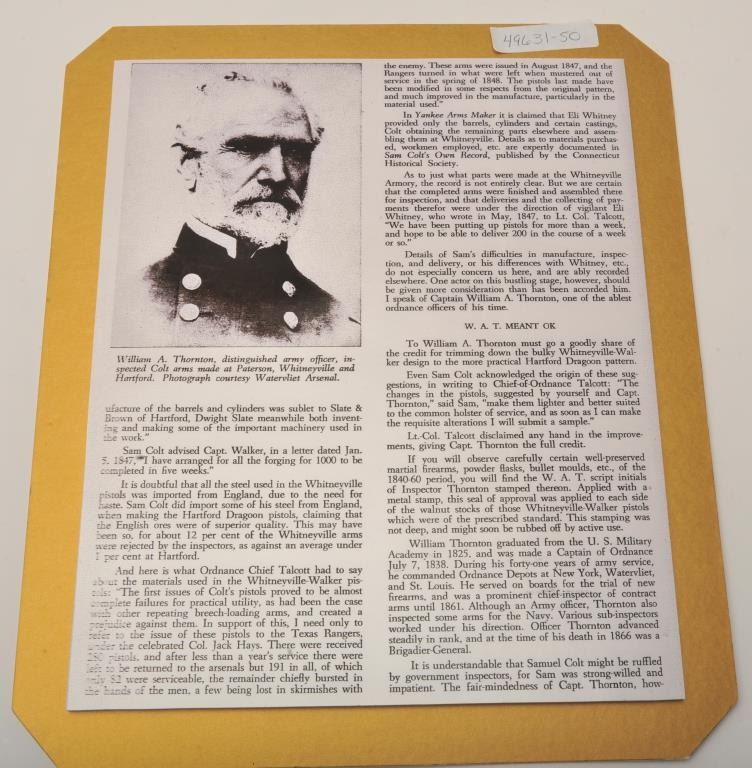 49631-50
William A. Thornton, distinguished army officer, in-
spected Colt arms made at Paterson, Whitneyville and
Hartford. Photograph courtesy Watervliet Arsenal.
ufacture of the barrels and cylinders was sublet to Slate &
Brown of Hartford, Dwight Slate meanwhile both invent-
ing and making some of the important machinery used in
the work."
Sam Colt advised Capt. Walker, in a letter dated Jan.
5, 1847, "I have arranged for all the forging for 1000 to be
completed in five weeks."
It is doubtful that all the steel used in the Whitneyville
pistols was imported from England, due to the need for
haste. Sam Colt did import some of his steel from England,
when making the Hartford Dragoon pistols, claiming that
the English ores were of superior quality. This may have
been so, for about 12 per cent of the Whitneyville arms
were rejected by the inspectors, as against an average under
1 per cent at Hartford.
And here is what Ordnance Chief Talcott had to say
about the materials used in the Whitneyville-Walker pis-
tols: "The first issues of Colt's pistols proved to be almost
complete failures for practical utility, as had been the case
with other repeating breech-loading arms, and created a
prejudice against them. In support of this, I need only to
refer to the issue of these pistols to the Texas Rangers,
under the celebrated Col. Jack Hays. There were received
280 pistols, and after less than a year's service there were
left to be returned to the arsenals but 191 in all, of which
only 82 were serviceable, the remainder chiefly bursted in
the hands of the men, a few being lost in skirmishes with
the enemy. These arms were issued in August 1847, and the
Rangers turned in what were left when mustered out of
service in the spring of 1848. The pistols last made have
been modified in some respects from the original pattern,
and much improved in the manufacture, particularly in the
material used."
In Yankee Arms Maker it is claimed that Eli Whitney
provided only the barrels, cylinders and certain castings,
Colt obtaining the remaining parts elsewhere and assem-
bling them at Whitneyville. Details as to materials purchas-
ed, workmen employed, etc. are expertly documented in
Sam Colt's Own Record, published by the Connecticut
Historical Society.
As to just what parts were made at the Whitneyville
Armory, the record is not entirely clear. But we are certain
that the completed arms were finished and assembled there
for inspection, and that deliveries and the collecting of pay-
ments therefor were under the direction of vigilant Eli
Whitney, who wrote in May, 1847, to Lt. Col. Talcott,
"We have been putting up pistols for more than a week,
and hope to be able to deliver 200 in the course of a week
or so."
Details of Sam's difficulties in manufacture, inspec-
tion, and delivery, or his differences with Whitney, etc.,
do not especially concern us here, and are ably recorded
elsewhere. One actor on this bustling stage, however, should
be given more consideration than has been accorded him.
I speak of Captain William A. Thornton, one of the ablest
ordnance officers of his time.
W. A. T. MEANT OK
To William A. Thornton must go a goodly share of
the credit for trimming down the bulky Whitneyville-Wal-
ker design to the more practical Hartford Dragoon pattern.
Even Sam Colt acknowledged the origin of these sug-
gestions, in writing to Chief-of-Ordnance Talcott: "The
changes in the pistols, suggested by yourself and Capt.
Thornton," said Sam, "make them lighter and better suited
to the common holster of service, and as soon as I can make
the requisite alterations I will submit a sample."
Lt.-Col. Talcott disclaimed any hand in the improve-
ments, giving Capt. Thornton the full credit.
If you will observe carefully certain well-preserved
martial firearms, powder flasks, bullet moulds, etc., of the
1840-60 period, you will find the W. A. T. script initials
of Inspector Thornton stamped thereon. Applied with a
metal stamp, this seal of approval was applied to each side
of the walnut stocks of those Whitneyville-Walker pistols
which were of the prescribed standard. This stamping was
not deep, and might soon be rubbed off by active use.
William Thornton graduated from the U. S. Military
Academy in 1825, and was made a Captain of Ordnance
July 7, 1838. During his forty-one years of army service,
he commanded Ordnance Depots at New York, Watervliet,
and St. Louis. He served on boards for the trial of new
firearms, and was a prominent chief-inspector of contract
arms until 1861. Although an Army officer, Thornton also
inspected some arms for the Navy. Various sub-inspectors
worked under his direction. Officer Thornton advanced
steadily in rank, and at the time of his death in 1866 was a
Brigadier-General.
It is understandable that Samuel Colt might be ruffled
by government inspectors, for Sam was strong-willed and
impatient. The fair-mindedness of Capt. Thornton, how-